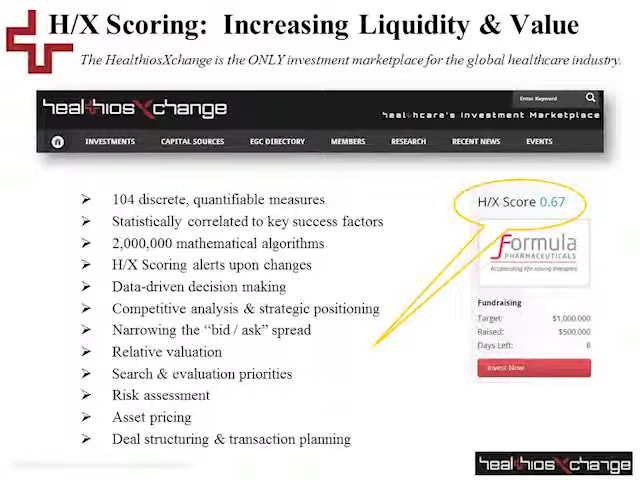 H/X Scoring: Increasing Liquidity & Value
The HealthiosXchange is the ONLY investment marketplace for the global healthcare industry.
Enter Keyword
healthiosXchange
healthcare's Investment Marketplace
INVESTMENTS CAPITAL SOURCES EGC DIRECTORY MEMBERS RESEARCH RECENT NEWS EVENTS
104 discrete, quantifiable measures
Statistically correlated to key success factors
2,000,000 mathematical algorithms
H/X Scoring alerts upon changes
Data-driven decision making
Competitive analysis & strategic positioning
Narrowing the “bid / ask” spread
Relative valuation
Search & evaluation priorities
Risk assessment
Asset pricing
Deal structuring & transaction planning
H/X Score 0.67
Formula
PHARMACEUTICALS
Accelerating life-saving therapies
Fundraising
Target: $1,000,000
Raised: $500,000
Days Left: 8
Invest Now
healthiosXchange